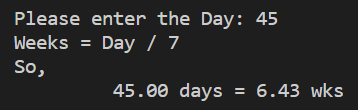 Please enter the Day: 45
Weeks = Day / 7
So,
45.00 days = 6.43 wks